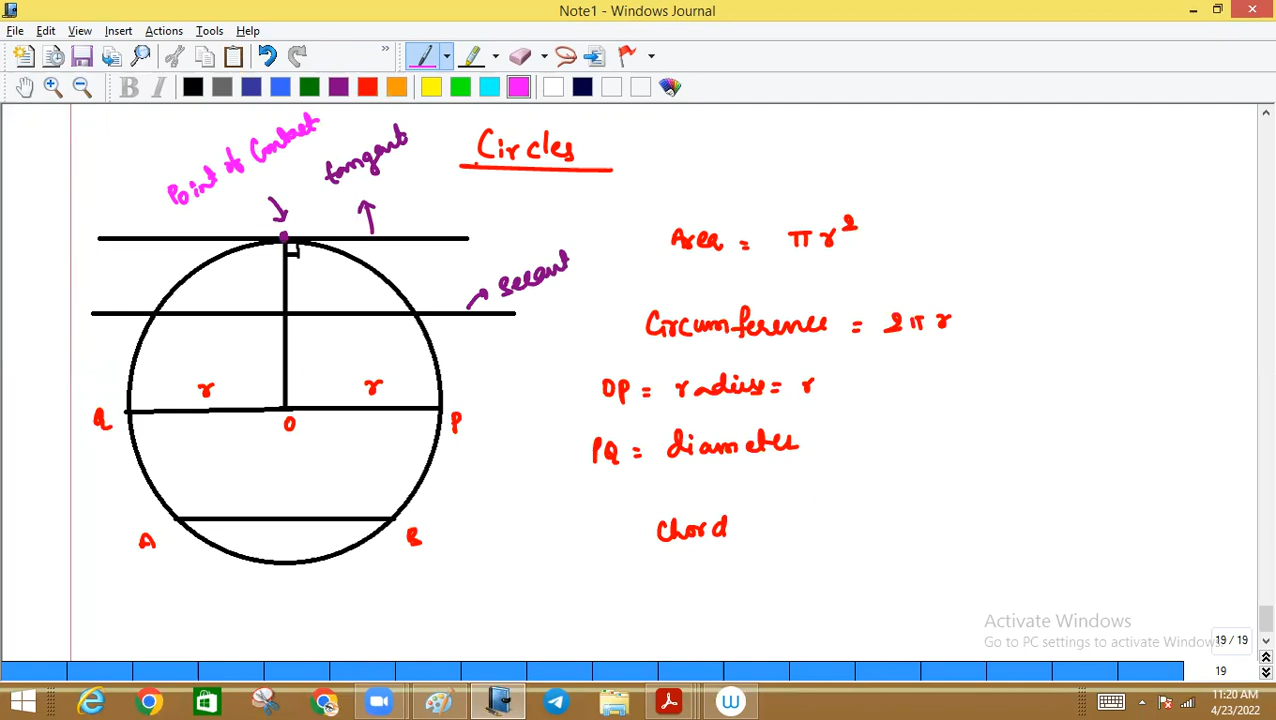 Note1 - Windows Journal
File Edit View Insert Actions Tools Help
B I
Circles
Point of Contact
tangent
secant
Area = πr²
Circumference = 2πr
r r
Q O P
OP = radius = r
PQ = diameter
A B
Chord
Activate Windows
Go to PC settings to activate Windows.
19 / 19
19
W
11:20 AM
4/23/2022